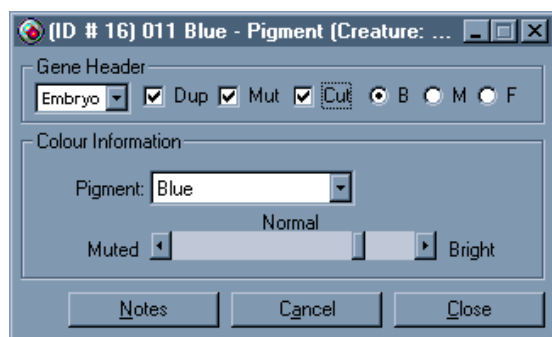 (ID # 16) 011 Blue - Pigment (Creature: ...
Gene Header
Embryo Dup Mut Cut B M F
Colour Information
Pigment: Blue
Normal
Muted Bright
Notes Cancel Close